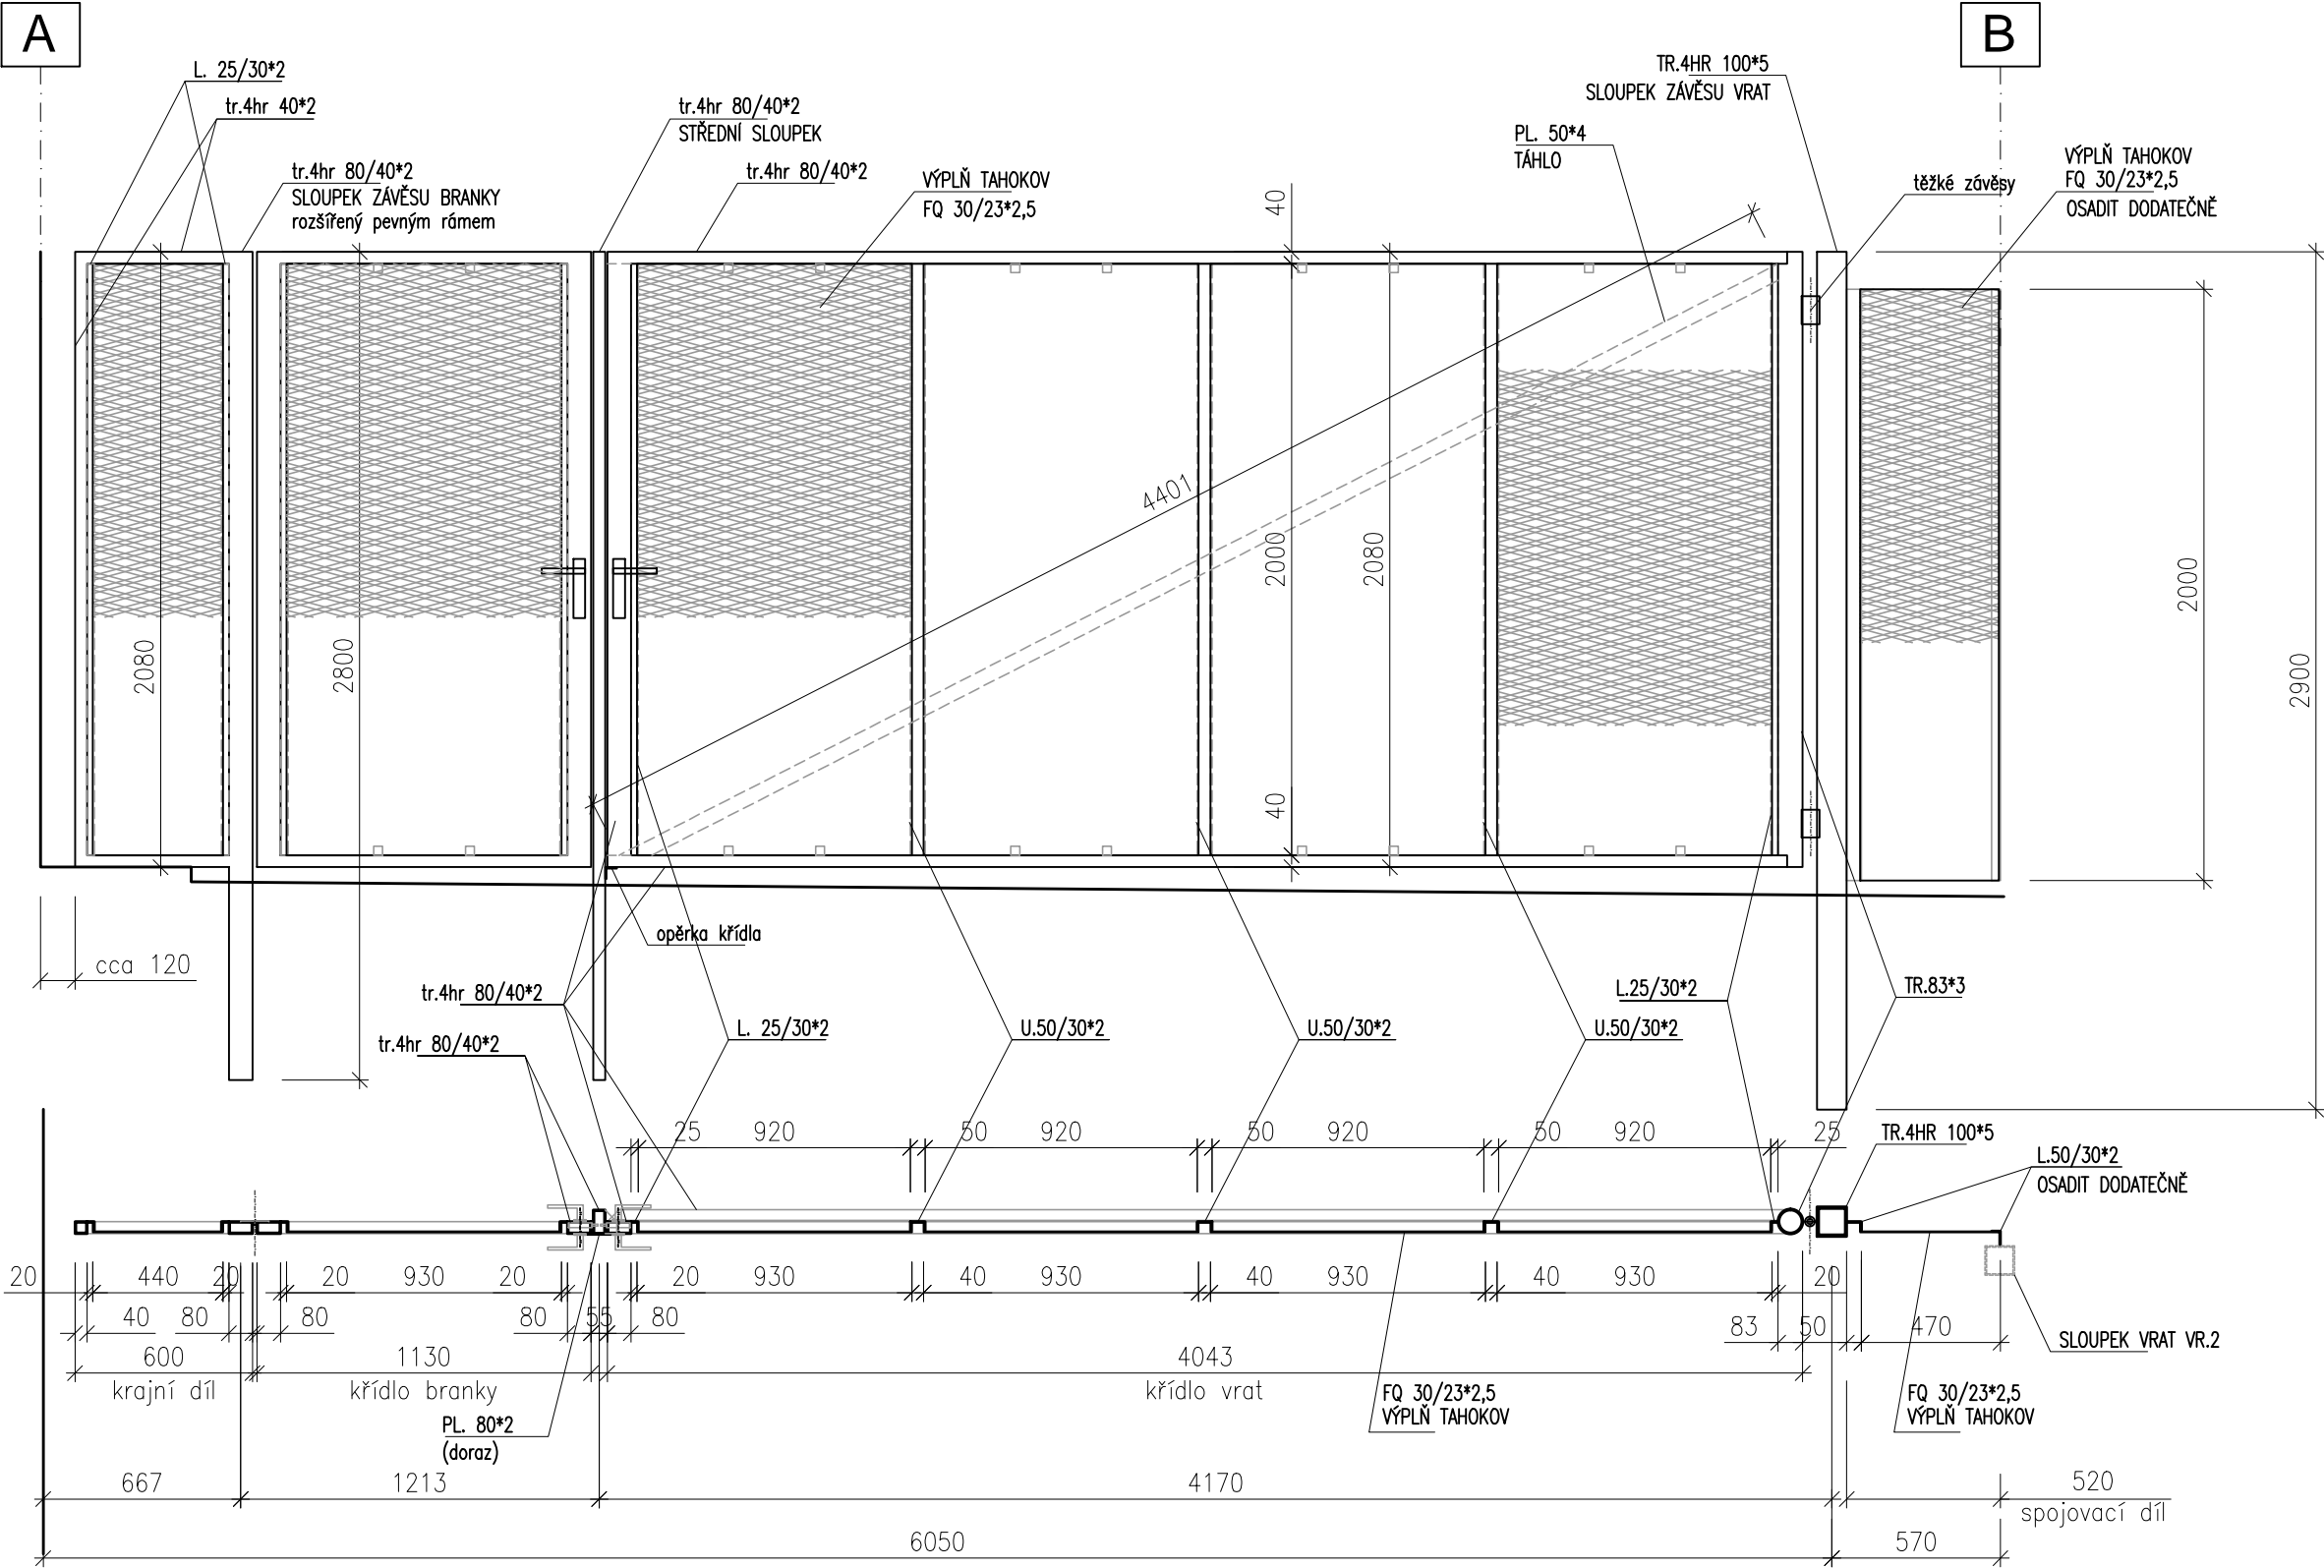 A
B
L. 25/30*2
tr.4hr 40*2
tr.4hr 80/40*2
SLOUPEK ZÁVĚSU BRANKY
rozšířený pevným rámem
tr.4hr 80/40*2
STŘEDNÍ SLOUPEK
tr.4hr 80/40*2
VÝPLŇ TAHOKOV
FQ 30/23*2,5
40
PL. 50*4
TÁHLO
TR.4HR 100*5
SLOUPEK ZÁVĚSU VRAT
těžké závěsy
VÝPLŇ TAHOKOV
FQ 30/23*2,5
OSADIT DODATEČNĚ
4401
2080
2800
2000
2080
2000
2900
40
cca 120
opěrka křídla
tr.4hr 80/40*2
tr.4hr 80/40*2
L. 25/30*2
U.50/30*2
U.50/30*2
U.50/30*2
L.25/30*2
TR.83*3
25 920 50 920 50 920 50 920 25
TR.4HR 100*5
L.50/30*2
OSADIT DODATEČNĚ
20 440 20 20 930 20 20 930 40 930 40 930 40 930 20
40 80 80 80 55 80 83 50 470
SLOUPEK VRAT VR.2
600 1130 4043
krajní díl křídlo branky křídlo vrat
PL. 80*2
(doraz)
FQ 30/23*2,5
VÝPLŇ TAHOKOV
FQ 30/23*2,5
VÝPLŇ TAHOKOV
667 1213 4170 520
spojovací díl
6050 570